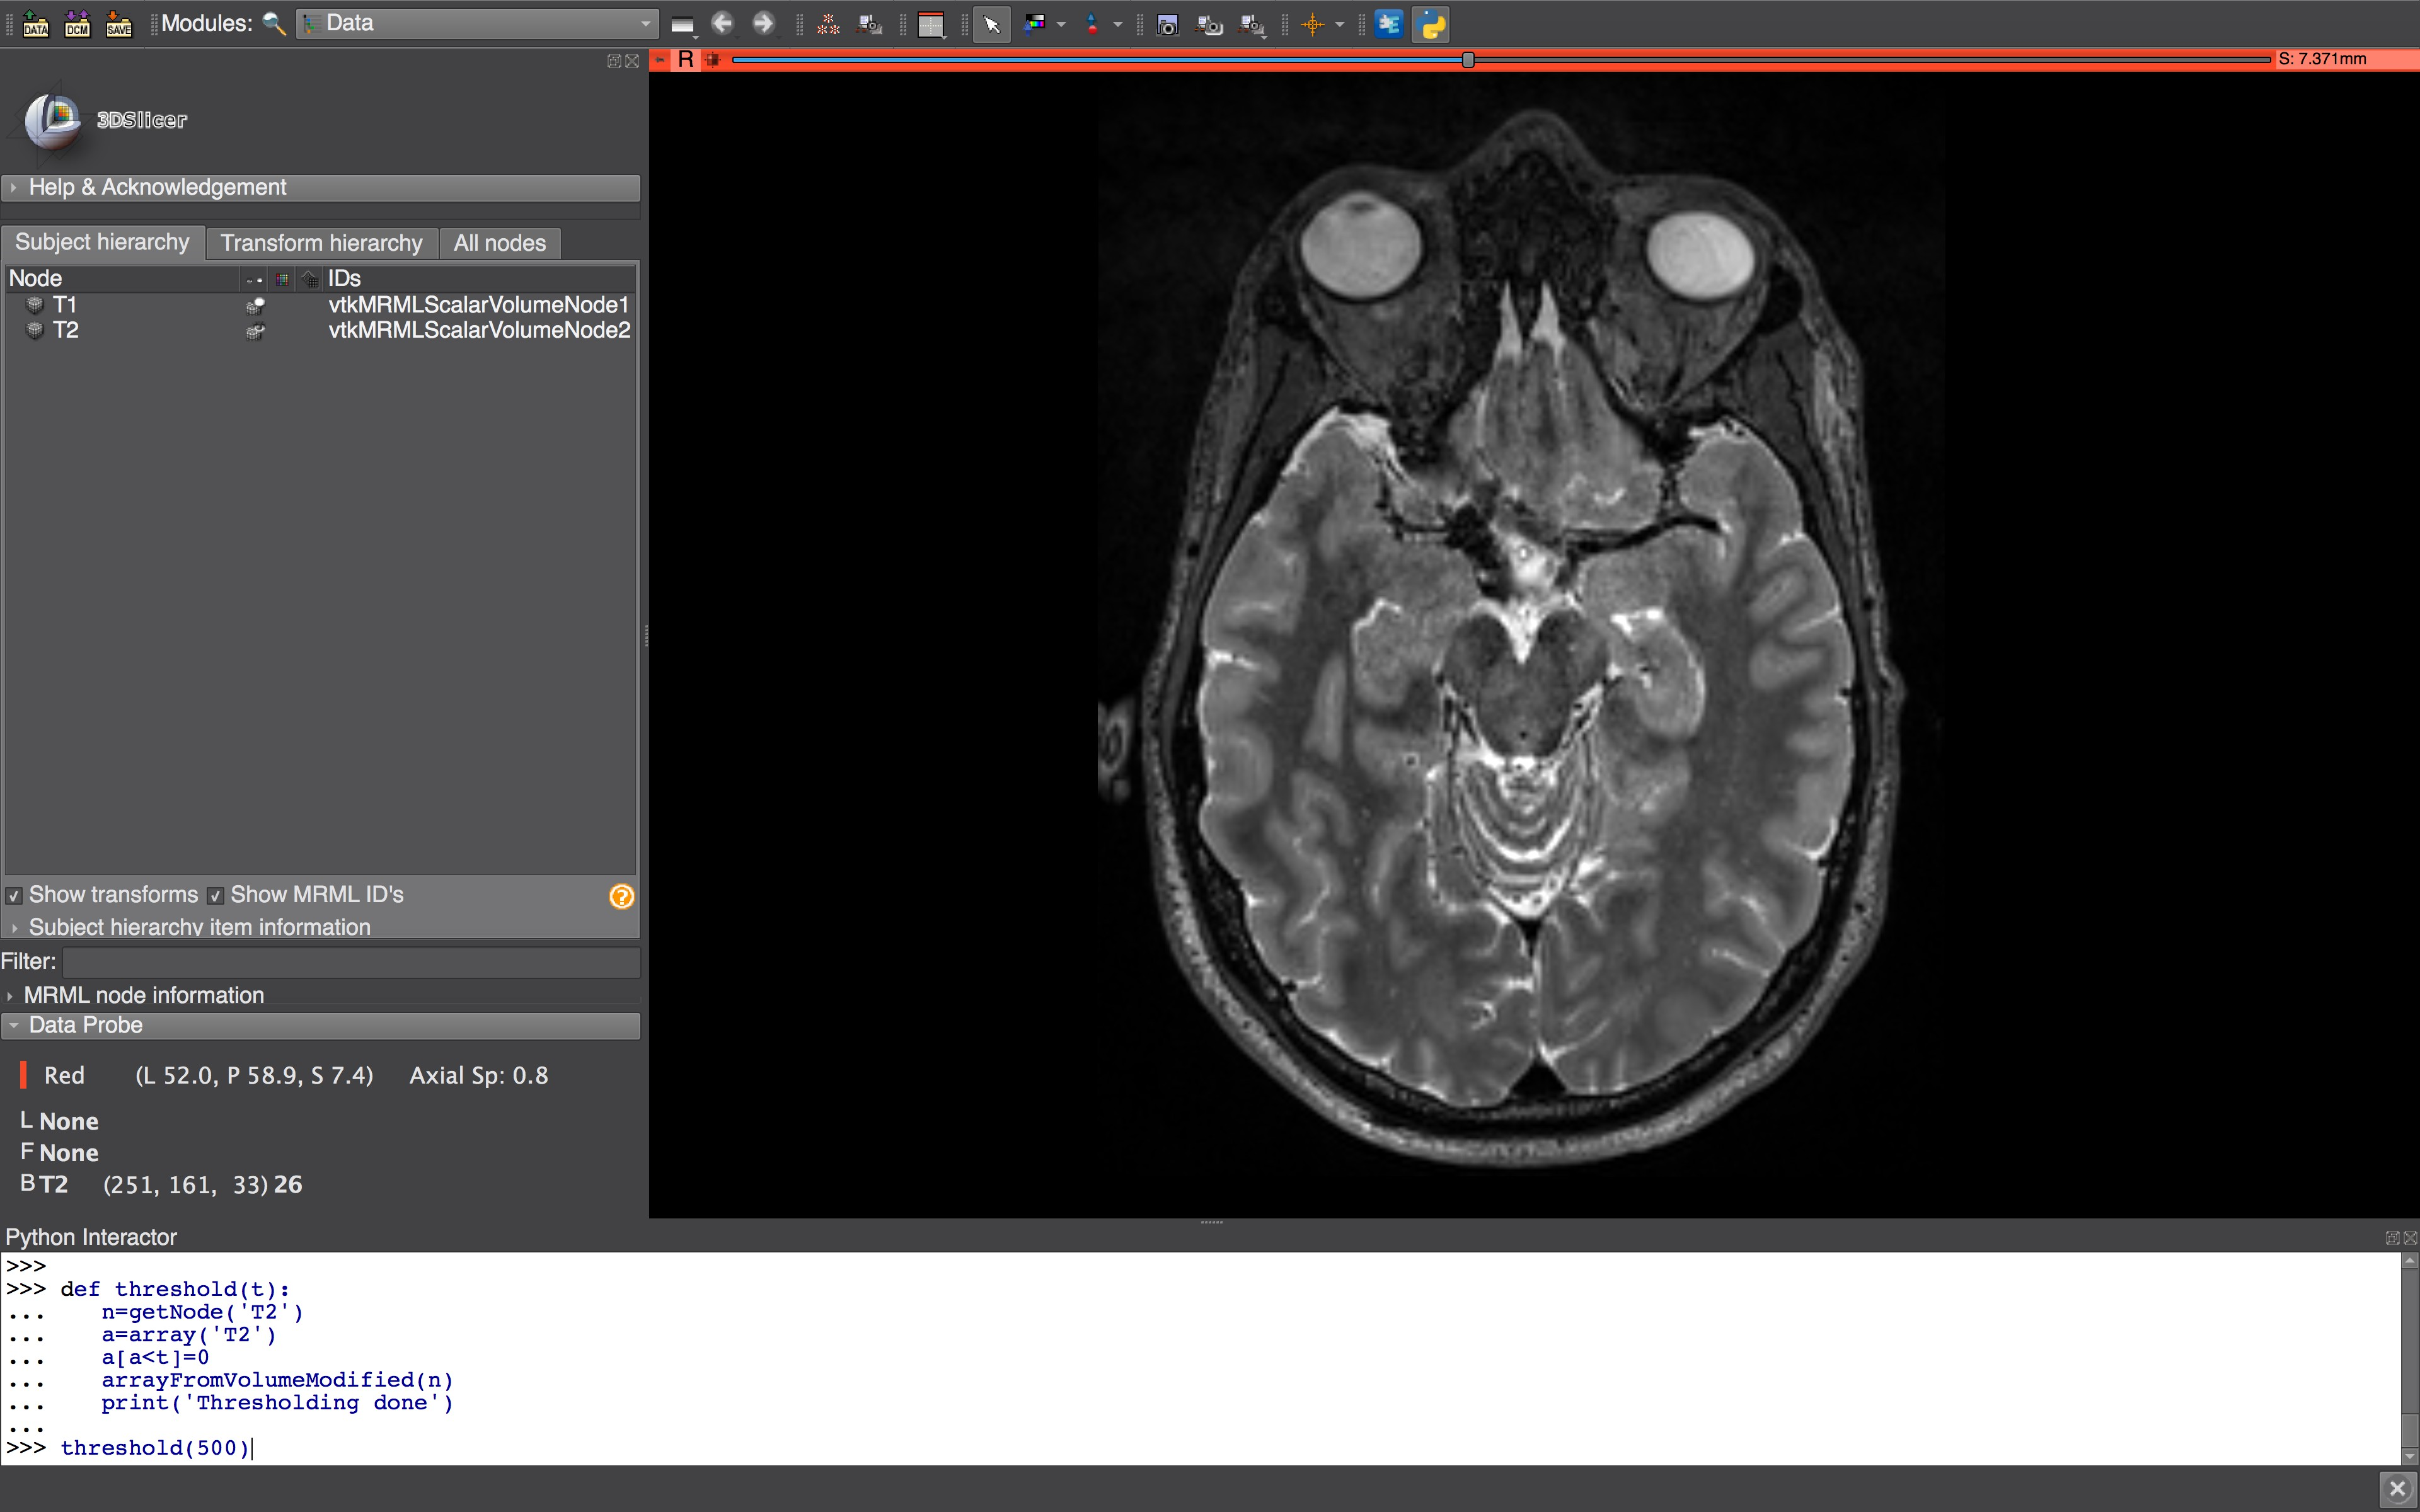 DATA DCM SAVE Modules: Data
R S: 7.371mm
3DSlicer
Help & Acknowledgement
Subject hierarchy Transform hierarchy All nodes
Node IDs
T1 vtkMRMLScalarVolumeNode1
T2 vtkMRMLScalarVolumeNode2
Show transforms Show MRML ID's
Subject hierarchy item information
Filter:
MRML node information
Data Probe
Red (L 52.0, P 58.9, S 7.4) Axial Sp: 0.8
L None
F None
B T2 (251, 161, 33) 26
Python Interactor
>>>
>>> def threshold(t):
... n=getNode('T2')
... a=array('T2')
... a[a<t]=0
... arrayFromVolumeModified(n)
... print('Thresholding done')
...
>>> threshold(500)